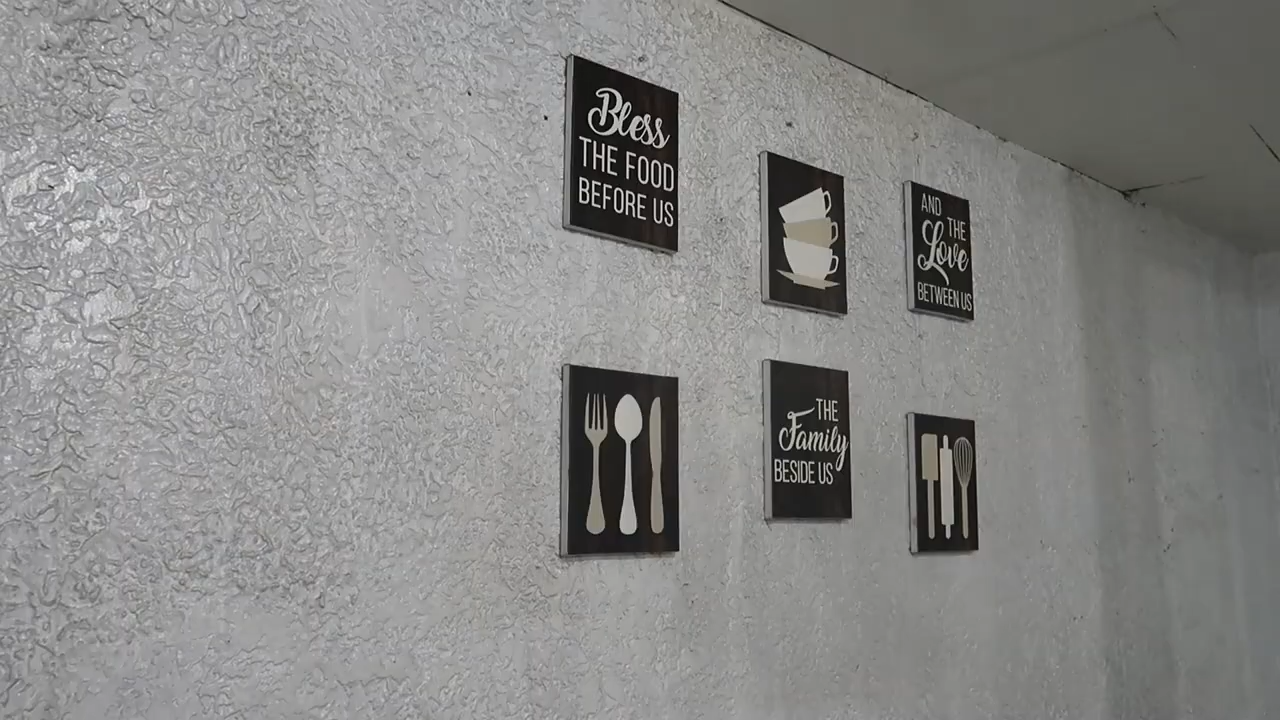 Bless
THE FOOD
BEFORE US
THE
Family
BESIDE US
AND
THE
Love
BETWEEN US